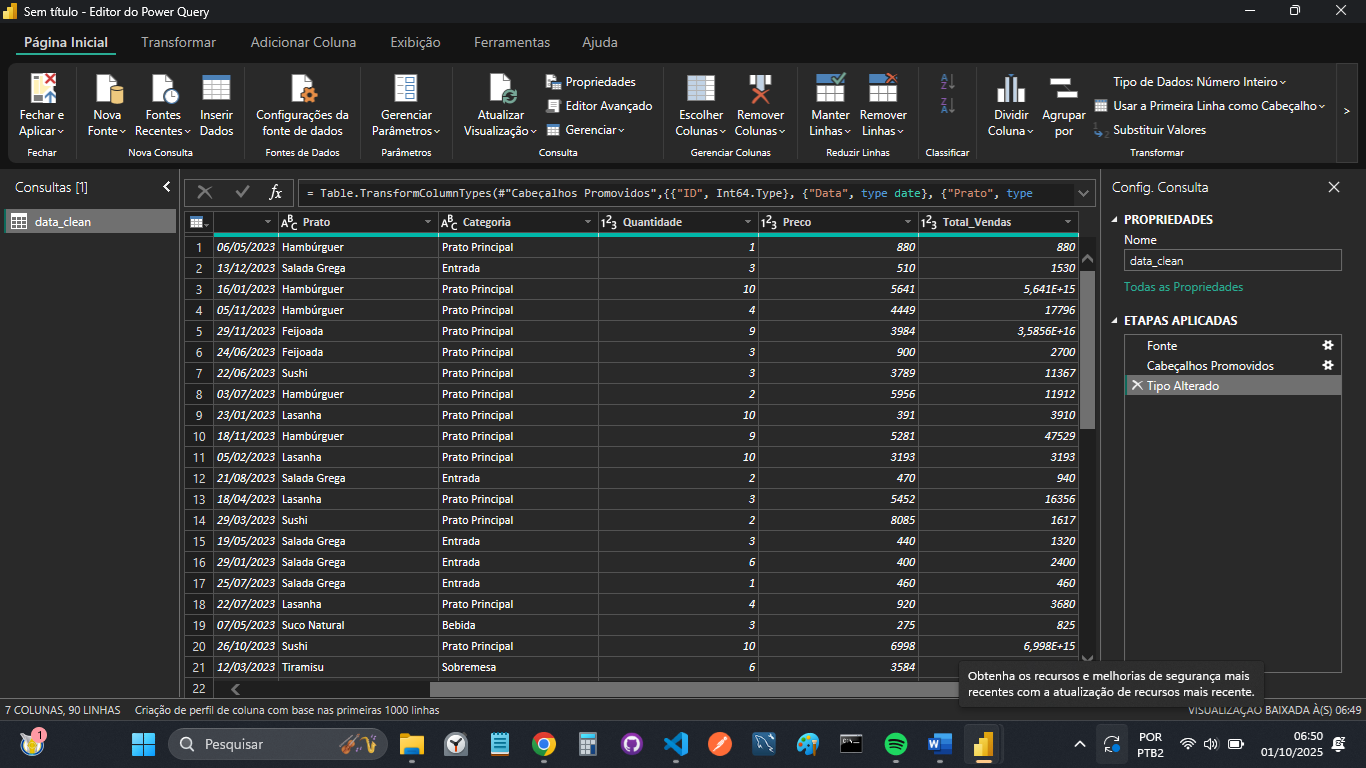 Sem título - Editor do Power Query
Página Inicial Transformar Adicionar Coluna Exibição Ferramentas Ajuda
Fechar e Aplicar
Fechar
Nova Fonte
Fontes Recentes
Inserir Dados
Nova Consulta
Configurações da fonte de dados
Fontes de Dados
Gerenciar Parâmetros
Parâmetros
Atualizar Visualização
Propriedades
Editor Avançado
Gerenciar
Consulta
Escolher Colunas
Remover Colunas
Gerenciar Colunas
Manter Linhas
Remover Linhas
Reduzir Linhas
Classificar
Dividir Coluna
Agrupar por
Tipo de Dados: Número Inteiro
Usar a Primeira Linha como Cabeçalho
Substituir Valores
Transformar
Consultas [1]
data_clean
= Table.TransformColumnTypes(#"Cabeçalhos Promovidos",{{"ID", Int64.Type}, {"Data", type date}, {"Prato", type
Prato Categoria Quantidade Preco Total_Vendas
1 06/05/2023 Hambúrguer Prato Principal 1 880 880
2 13/12/2023 Salada Grega Entrada 3 510 1530
3 16/01/2023 Hambúrguer Prato Principal 10 5641 5,641E+15
4 05/11/2023 Hambúrguer Prato Principal 4 4449 17796
5 29/11/2023 Feijoada Prato Principal 9 3984 3,5856E+16
6 24/06/2023 Feijoada Prato Principal 3 900 2700
7 22/06/2023 Sushi Prato Principal 3 3789 11367
8 03/07/2023 Hambúrguer Prato Principal 2 5956 11912
9 23/01/2023 Lasanha Prato Principal 10 391 3910
10 18/11/2023 Hambúrguer Prato Principal 9 5281 47529
11 05/02/2023 Lasanha Prato Principal 10 3193 3193
12 21/08/2023 Salada Grega Entrada 2 470 940
13 18/04/2023 Lasanha Prato Principal 3 5452 16356
14 29/03/2023 Sushi Prato Principal 2 8085 1617
15 19/05/2023 Salada Grega Entrada 3 440 1320
16 29/01/2023 Salada Grega Entrada 6 400 2400
17 25/07/2023 Salada Grega Entrada 1 460 460
18 22/07/2023 Lasanha Prato Principal 4 920 3680
19 07/05/2023 Suco Natural Bebida 3 275 825
20 26/10/2023 Sushi Prato Principal 10 6998 6,998E+15
21 12/03/2023 Tiramisu Sobremesa 6 3584
22
Config. Consulta
PROPRIEDADES
Nome
data_clean
Todas as Propriedades
ETAPAS APLICADAS
Fonte
Cabeçalhos Promovidos
Tipo Alterado
Obtenha os recursos e melhorias de segurança mais
recentes com a atualização de recursos mais recente.
7 COLUNAS, 90 LINHAS Criação de perfil de coluna com base nas primeiras 1000 linhas
VISUALIZAÇÃO BAIXADA À(S) 06:49
1
Pesquisar
POR
PTB2
06:50
01/10/2025